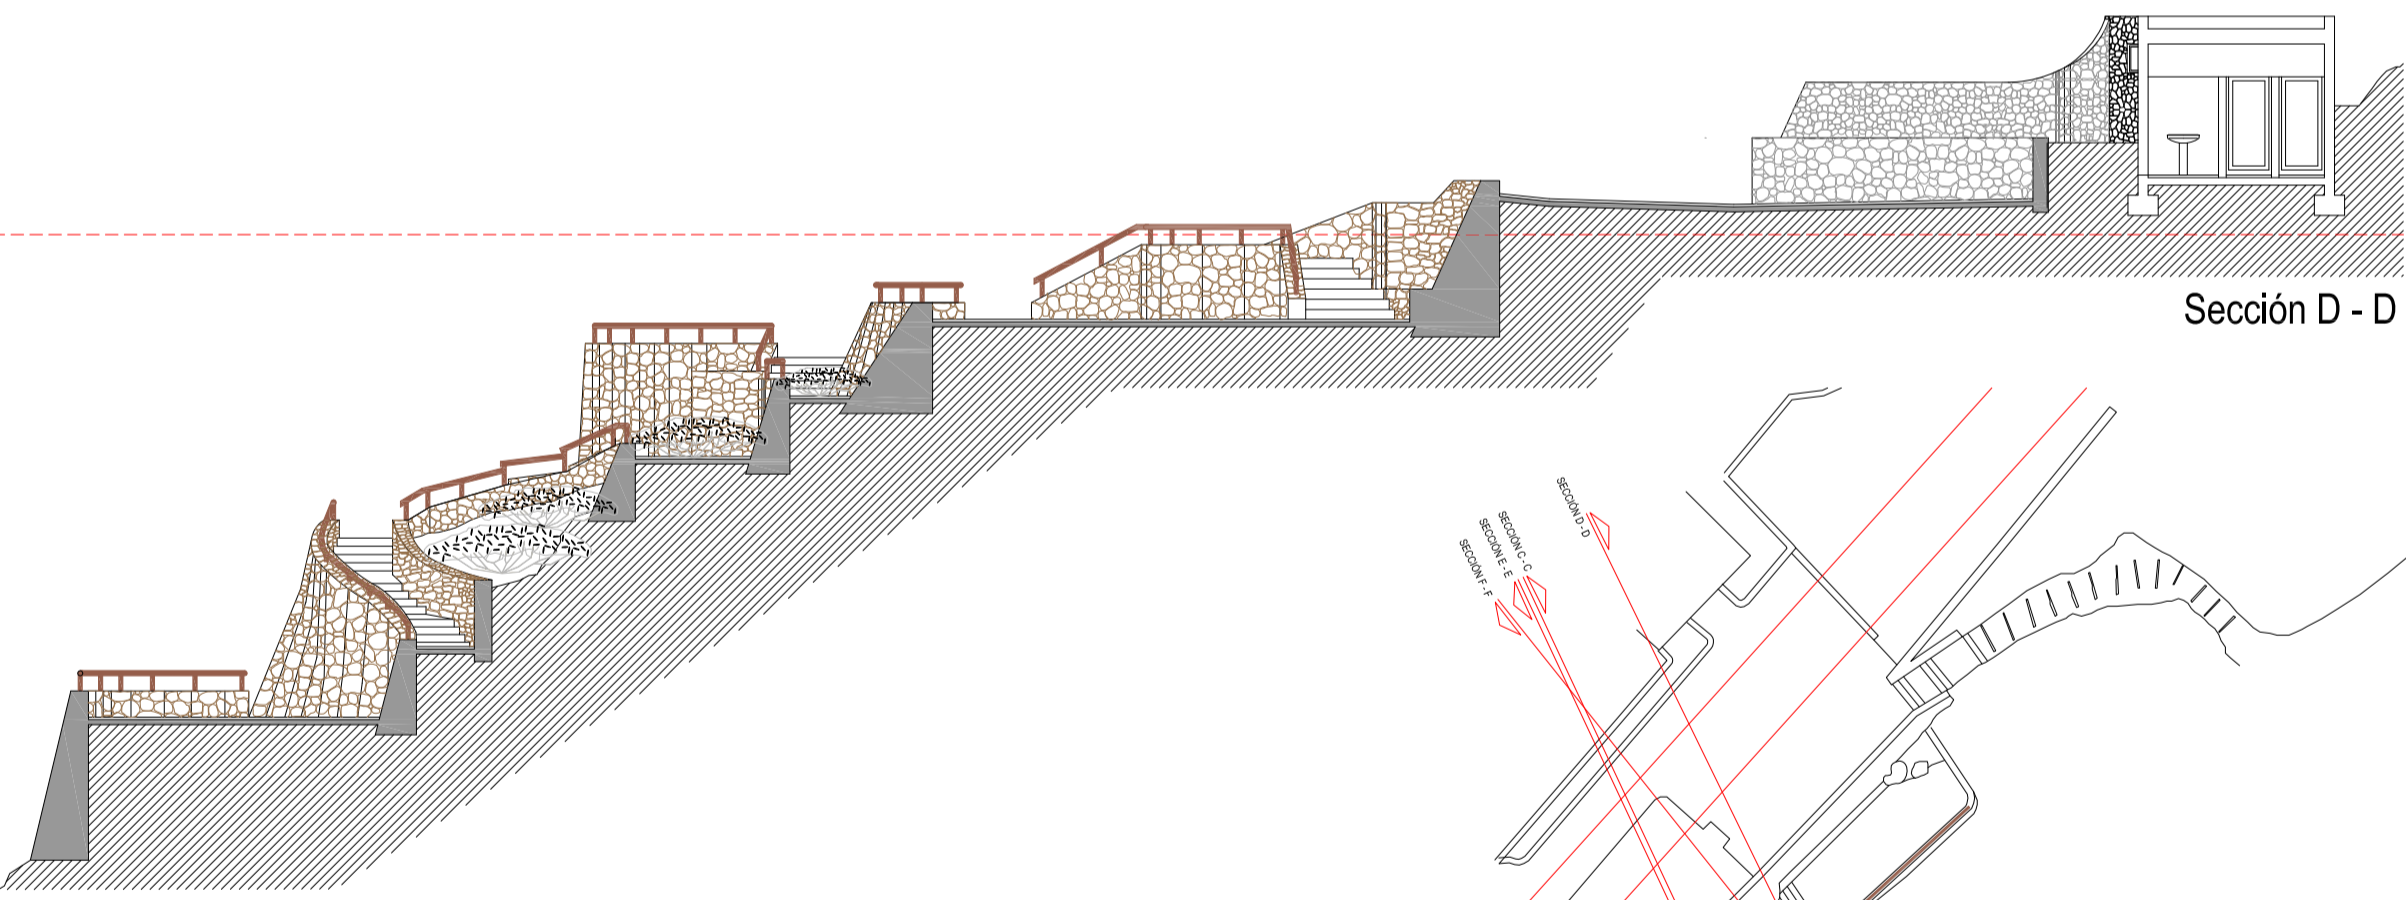 Sección D - D
SECCIÓN D - D
SECCIÓN C - C
SECCIÓN E - E
SECCIÓN F - F